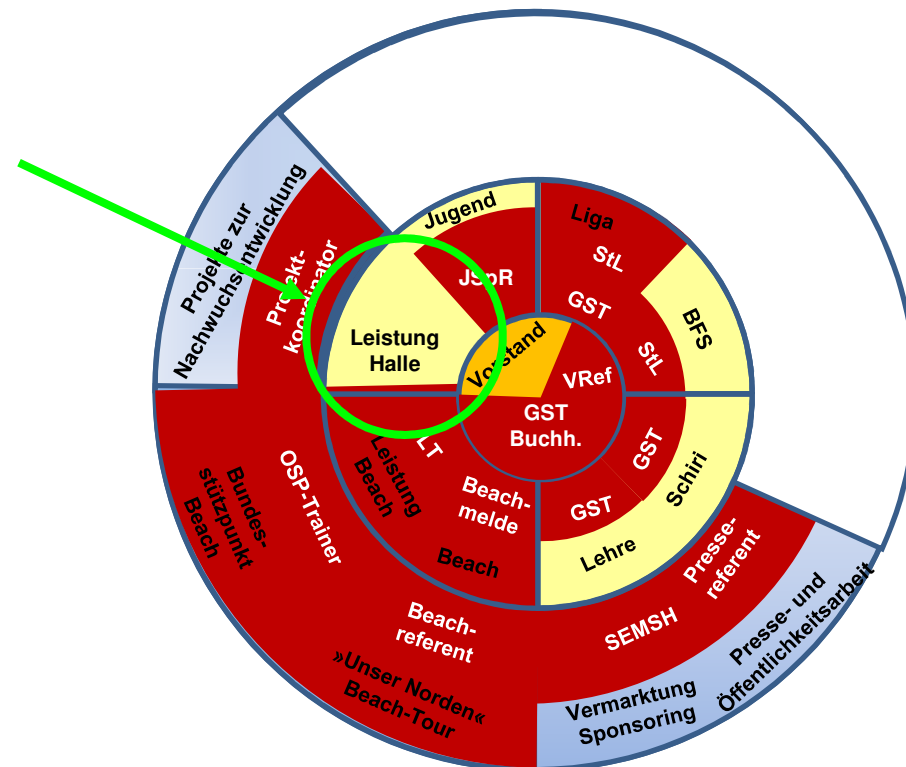 Jugend
Liga
StL
JSpR
GST
BFS
StL
Projekte zur
Nachwuchsentwicklung
Projekt-
koordinator
Leistung
Halle
Vorstand
VRef
GST
Buchh.
LT
Leistung
Beach
Beach-
melde
Beach
GST
Schiri
GST
Lehre
OSP-Trainer
Bundes-
stützpunkt
Beach
Presse-
referent
SEMSH
Beach-
referent
»Unser Norden«
Beach-Tour
Presse- und
Öffentlichkeitsarbeit
Vermarktung
Sponsoring